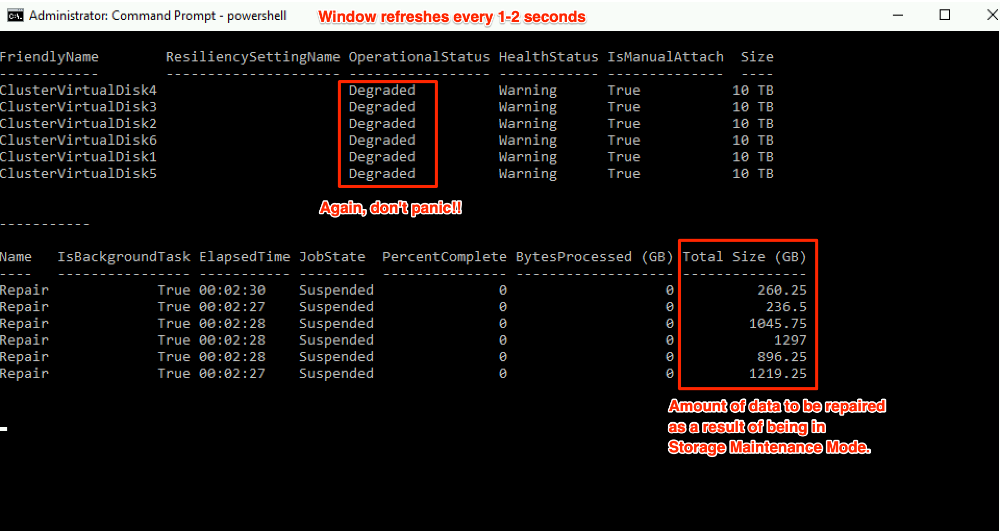 Administrator: Command Prompt - powershell Window refreshes every 1-2 seconds
FriendlyName ResiliencySettingName OperationalStatus HealthStatus IsManualAttach Size
------------ --------------------- ----------------- ------------ -------------- ----
ClusterVirtualDisk4 Degraded Warning True 10 TB
ClusterVirtualDisk3 Degraded Warning True 10 TB
ClusterVirtualDisk2 Degraded Warning True 10 TB
ClusterVirtualDisk6 Degraded Warning True 10 TB
ClusterVirtualDisk1 Degraded Warning True 10 TB
ClusterVirtualDisk5 Degraded Warning True 10 TB
Again, don't panic!!
-----------
Name IsBackgroundTask ElapsedTime JobState PercentComplete BytesProcessed (GB) Total Size (GB)
---- ---------------- ----------- -------- --------------- ------------------- ---------------
Repair True 00:02:30 Suspended 0 0 260.25
Repair True 00:02:27 Suspended 0 0 236.5
Repair True 00:02:28 Suspended 0 0 1045.75
Repair True 00:02:28 Suspended 0 0 1297
Repair True 00:02:28 Suspended 0 0 896.25
Repair True 00:02:27 Suspended 0 0 1219.25
Amount of data to be repaired
as a result of being in
Storage Maintenance Mode.